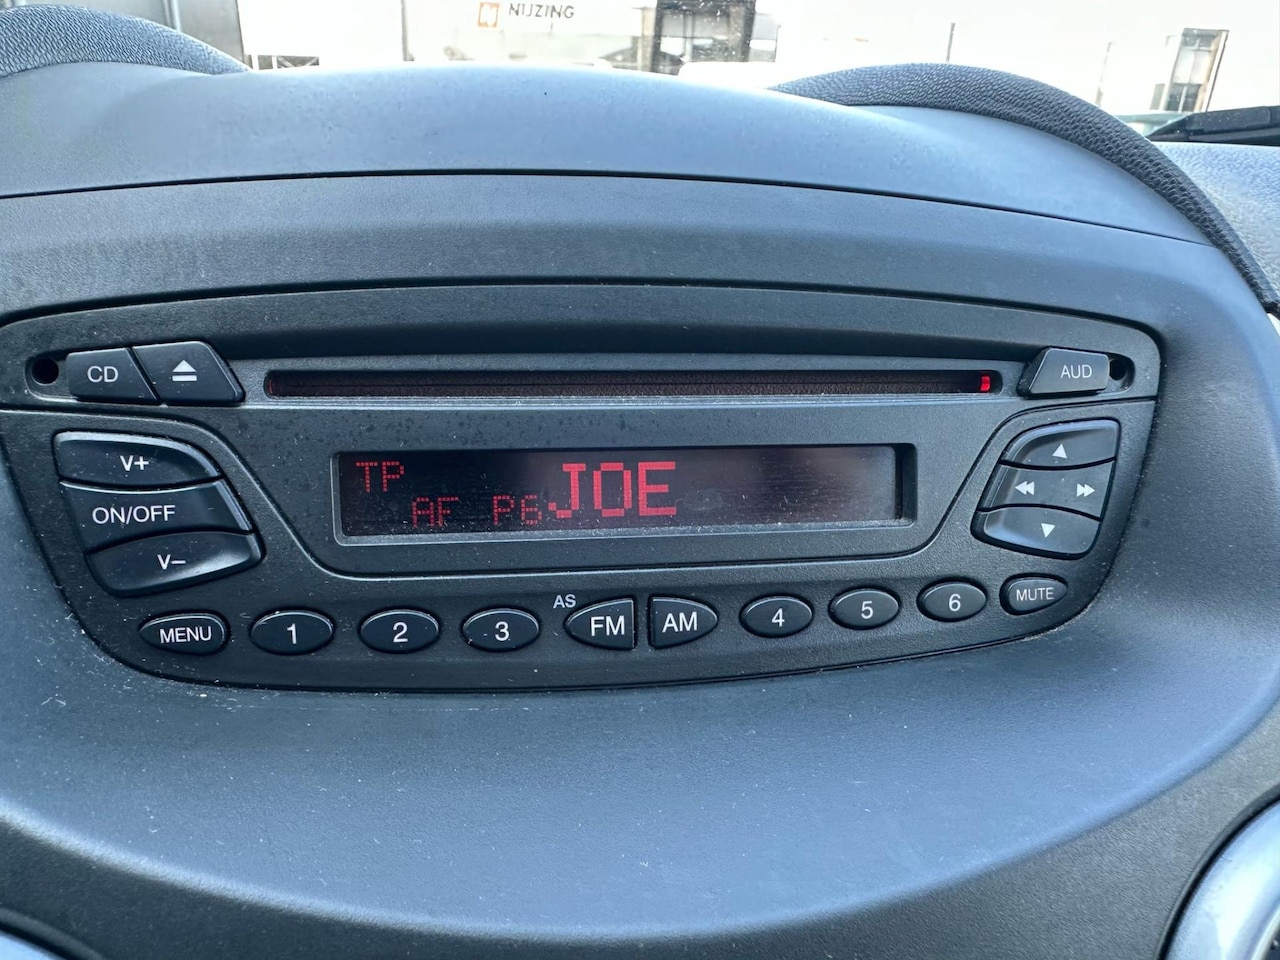 NIJZING
CD
AUD
V+
ON/OFF
V–
TP
AF P6 JOE
MENU
1
2
3
AS
FM
AM
4
5
6
MUTE